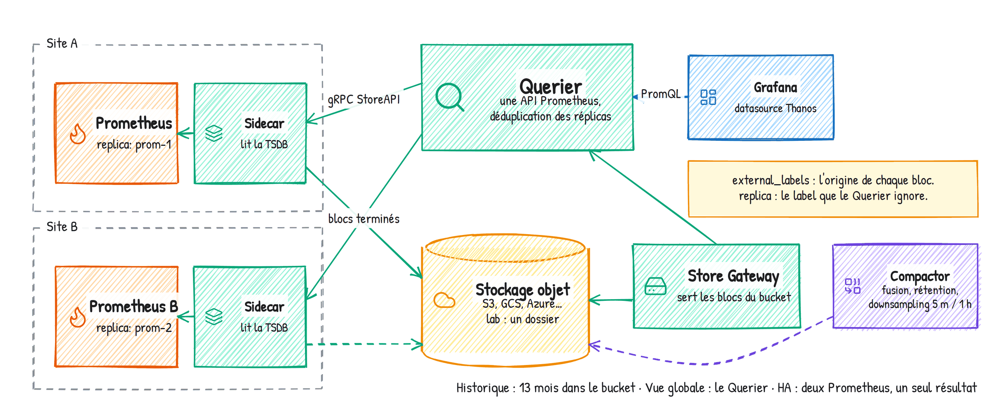 Site A
Prometheus
replica: prom-1
Sidecar
lit la TSDB
gRPC StoreAPI
Querier
une API Prometheus,
déduplication des réplicas
PromQL
Grafana
datasource Thanos
external_labels : l'origine de chaque bloc.
replica : le label que le Querier ignore.
blocs terminés
Site B
Prometheus B
replica: prom-2
Sidecar
lit la TSDB
Stockage objet
S3, GCS, Azure...
lab : un dossier
Store Gateway
sert les blocs du bucket
Compactor
fusion, rétention,
downsampling 5 m / 1 h
Historique : 13 mois dans le bucket · Vue globale : le Querier · HA : deux Prometheus, un seul résultat